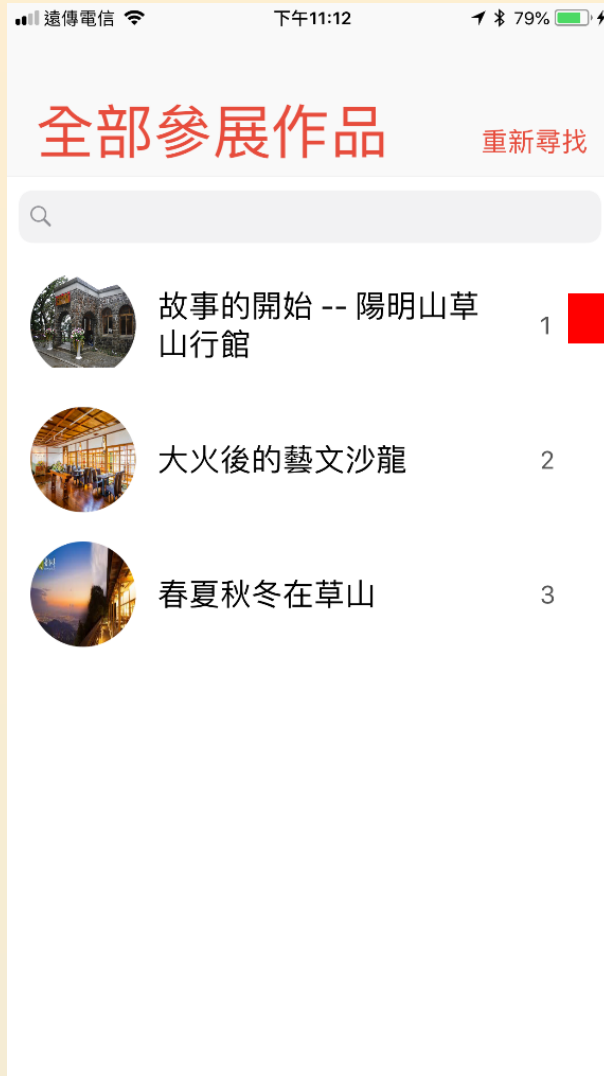 遠傳電信 下午11:12 79%
全部參展作品
重新尋找
故事的開始 -- 陽明山草
山行館
1
大火後的藝文沙龍
2
春夏秋冬在草山
3